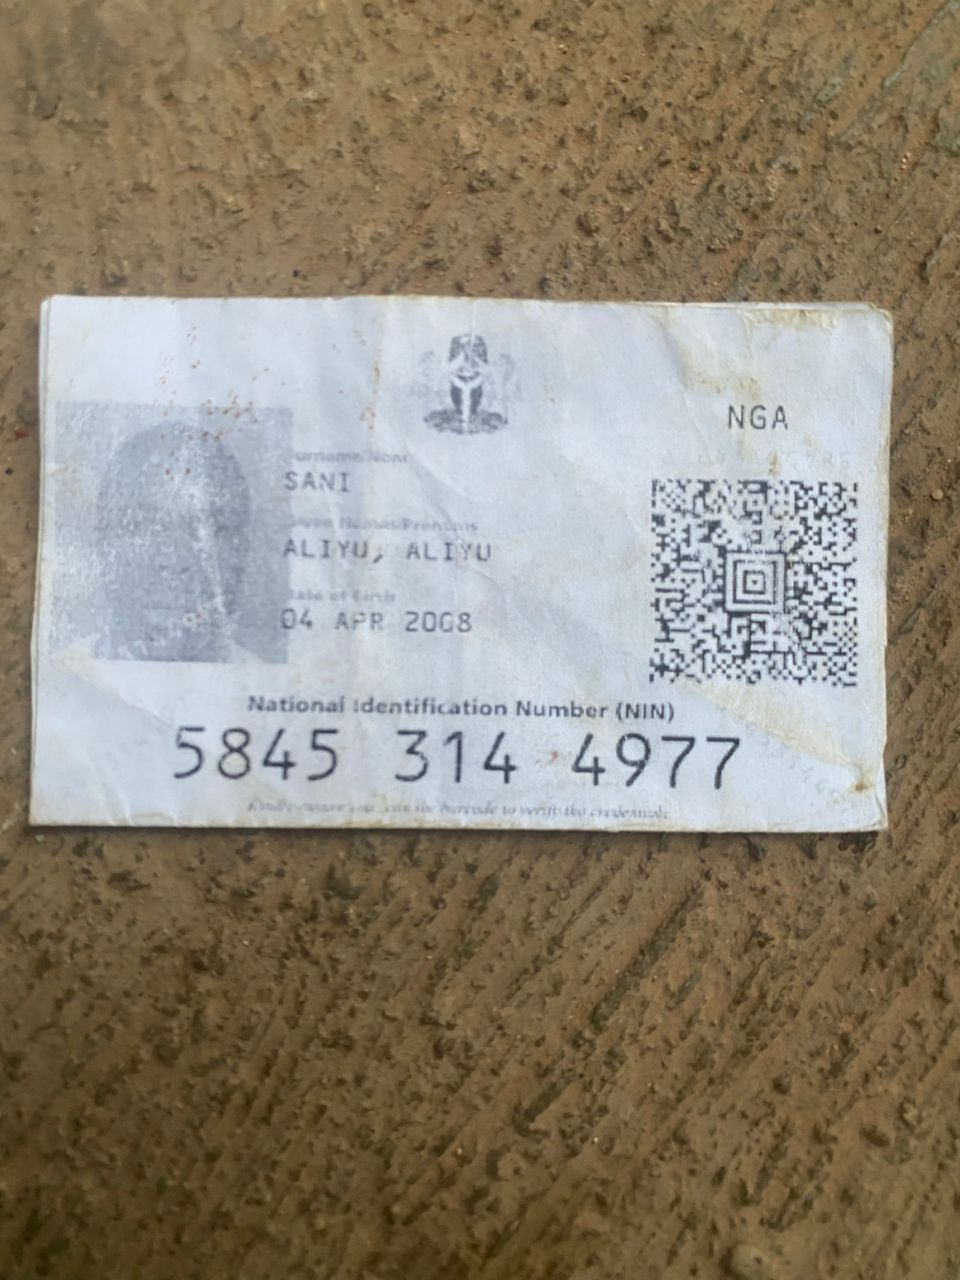 NGA
SANI
ALIYU, ALIYU
04 APR 2008
National Identification Number (NIN)
5845 314 4977